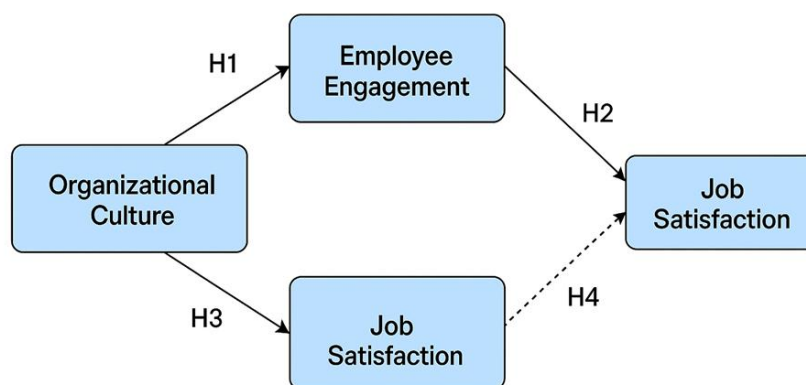 H1
Employee
Engagement
H2
Organizational
Culture
Job
Satisfaction
H3
Job
Satisfaction
H4